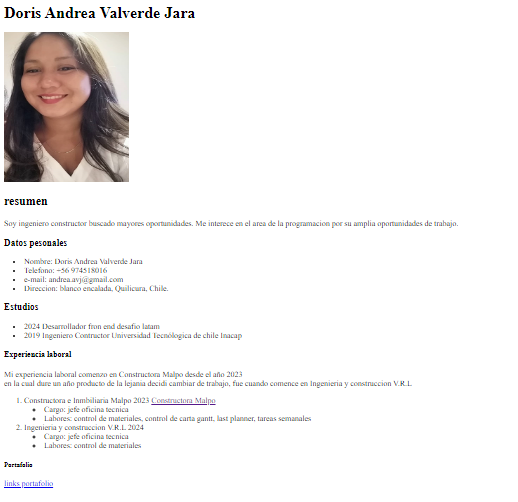 Doris Andrea Valverde Jara
resumen
Soy ingeniero constructor buscado mayores oportunidades. Me interece en el area de la programacion por su amplia oportunidades de trabajo.
Datos pesonales
Nombre: Doris Andrea Valverde Jara
Telefono: +56 974518016
e-mail: andrea.avj@gmail.com
Direccion: blanco encalada, Quilicura, Chile.
Estudios
2024 Desarrollador fron end desafio latam
2019 Ingeniero Contructor Universidad Tecnólogica de chile Inacap
Experiencia laboral
Mi experiencia laboral comenzo en Constructora Malpo desde el año 2023
en la cual dure un año producto de la lejania decidi cambiar de trabajo, fue cuando comence en Ingenieria y construccion V.R.L
1. Constructora e Inmbiliaria Malpo 2023 Constructora Malpo
Cargo: jefe oficina tecnica
Labores: control de materiales, control de carta gantt, last planner, tareas semanales
2. Ingenieria y construccion V.R.L 2024
Cargo: jefe oficina tecnica
Labores: control de materiales
Portafolio
links portafolio